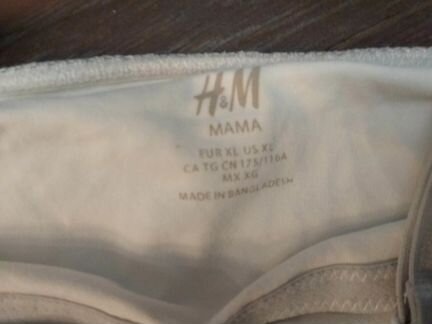 H&M
MAMA
EUR XL US XL
CA TG CN 175/116A
MX XG
MADE IN BANGLADESH